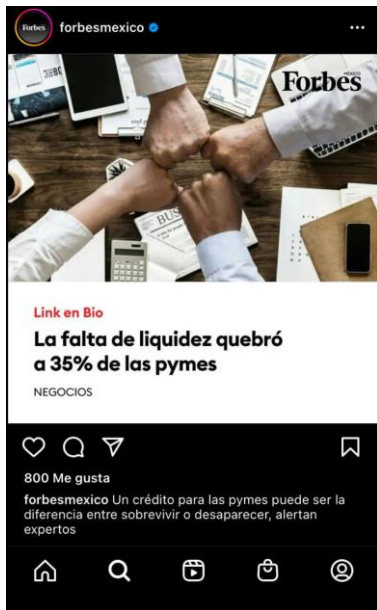 Forbes
forbesmexico
Forbes
MÉXICO
BUS
Link en Bio
La falta de liquidez quebró
a 35% de las pymes
NEGOCIOS
800 Me gusta
forbesmexico Un crédito para las pymes puede ser la
diferencia entre sobrevivir o desaparecer, alertan
expertos